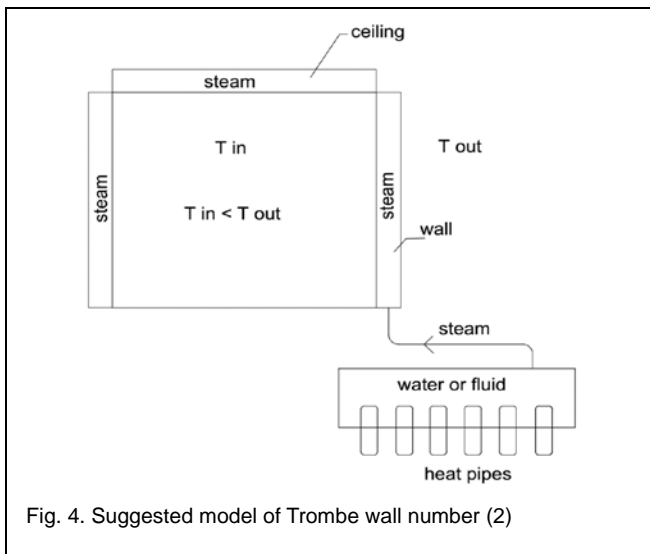 ceiling
steam
T in
T out
steam
T in < T out
steam
wall
steam
water or fluid
heat pipes
Fig. 4. Suggested model of Trombe wall number (2)